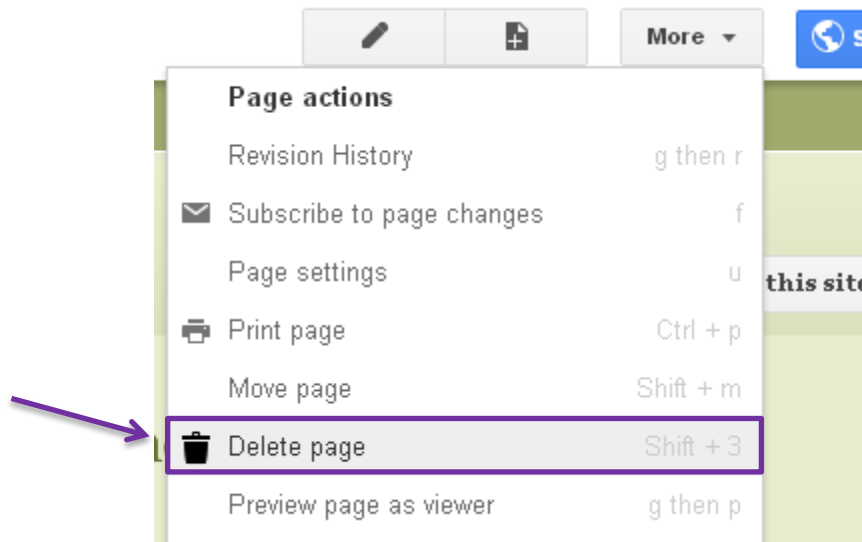 More
Page actions
Revision History g then r
Subscribe to page changes f
Page settings u
this site
Print page Ctrl + p
Move page Shift + m
Delete page Shift + 3
Preview page as viewer g then p